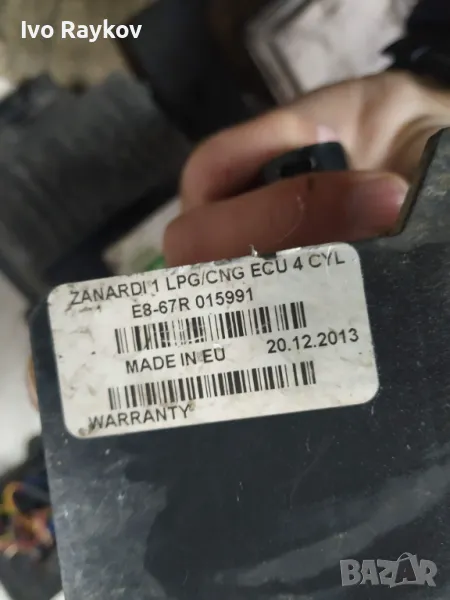 Ivo Raykov
ZANARDI 1 LPG/CNG ECU 4 CYL
E8-67R 015991
MADE IN EU 20.12.2013
WARRANTY
BAZAR